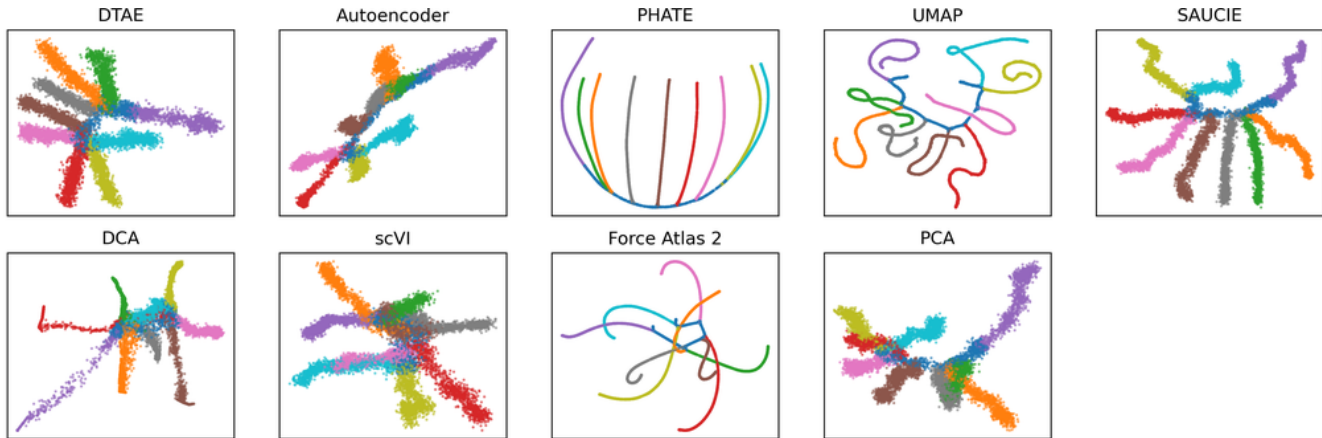 DTAE
Autoencoder
PHATE
UMAP
SAUCIE
DCA
scVI
Force Atlas 2
PCA